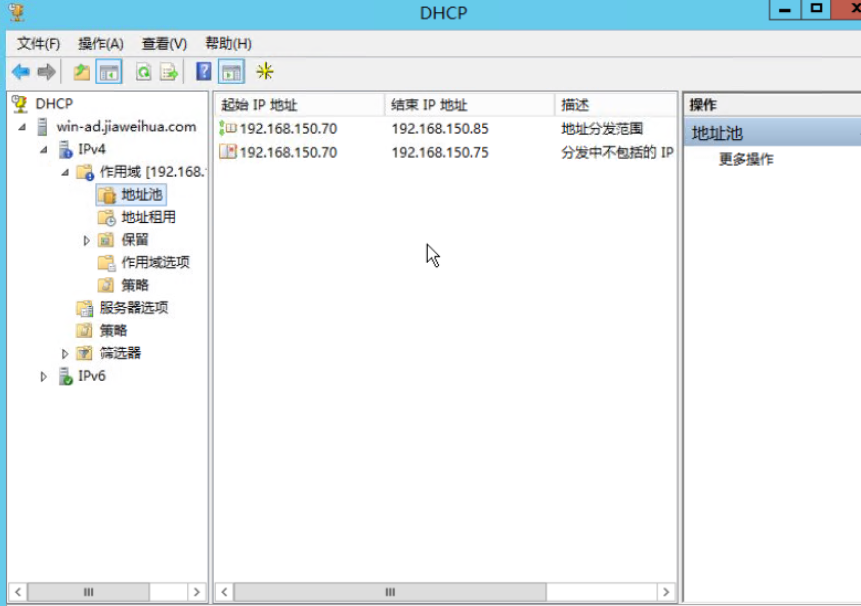 DHCP
文件(F) 操作(A) 查看(V) 帮助(H)
DHCP
win-ad.jiaweihua.com
IPv4
作用域 [192.168.
地址池
地址租用
保留
作用域选项
策略
服务器选项
策略
筛选器
IPv6
起始 IP 地址 结束 IP 地址 描述
192.168.150.70 192.168.150.85 地址分发范围
192.168.150.70 192.168.150.75 分发中不包括的 IP
操作
地址池
更多操作